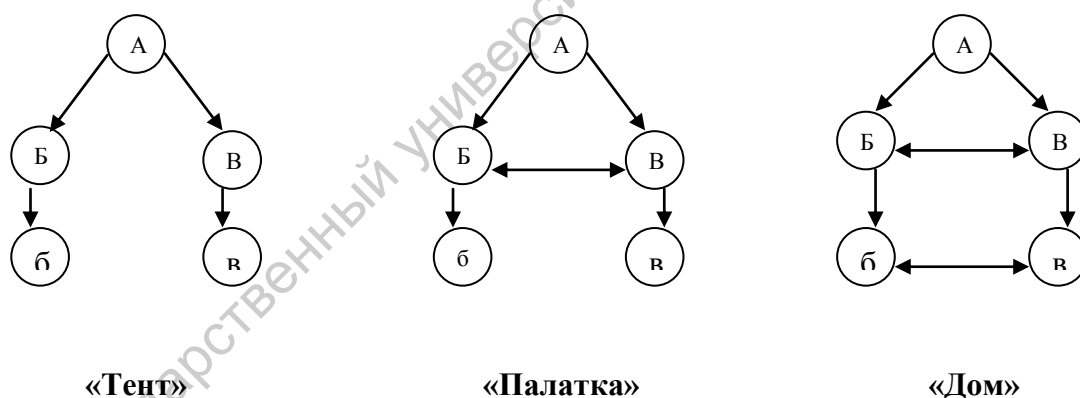 А А А
Б В Б В Б В
б в б в б в
«Тент» «Палатка» «Дом»